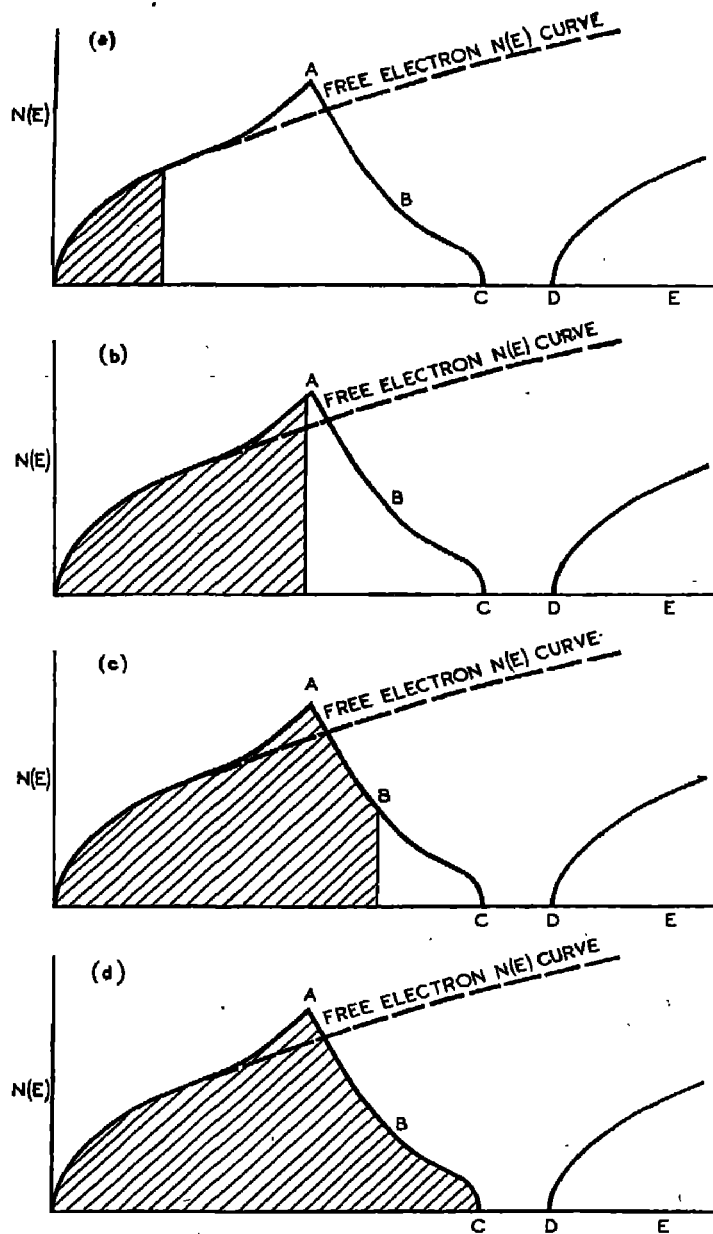 (a)
A
FREE ELECTRON N(E) CURVE
N(E)
B
C D E
(b)
A
FREE ELECTRON N(E) CURVE
N(E)
B
C D E
(c)
A
FREE ELECTRON N(E) CURVE
N(E)
B
C D E
(d)
A
FREE ELECTRON N(E) CURVE
N(E)
B
C D E